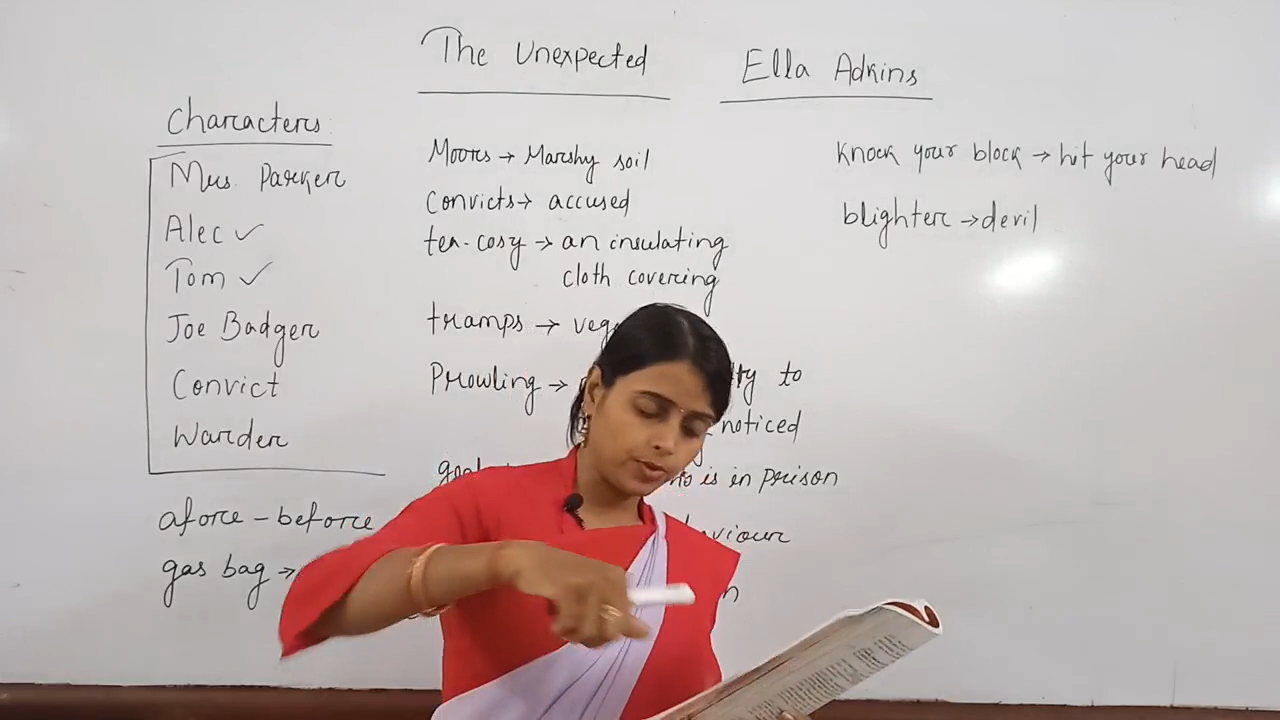 The Unexpected
Ella Adkins
Characters
Mrs. Parker
Alec ✓
Tom ✓
Joe Badger
Convict
Warder
afore - before
gas bag →
Moors → Marshy soil
Convicts → accused
tea-cosy → an insulating
cloth covering
tramps →
Prowling → to
noticed
is in prison
Knock your block → hit your head
blighter → devil